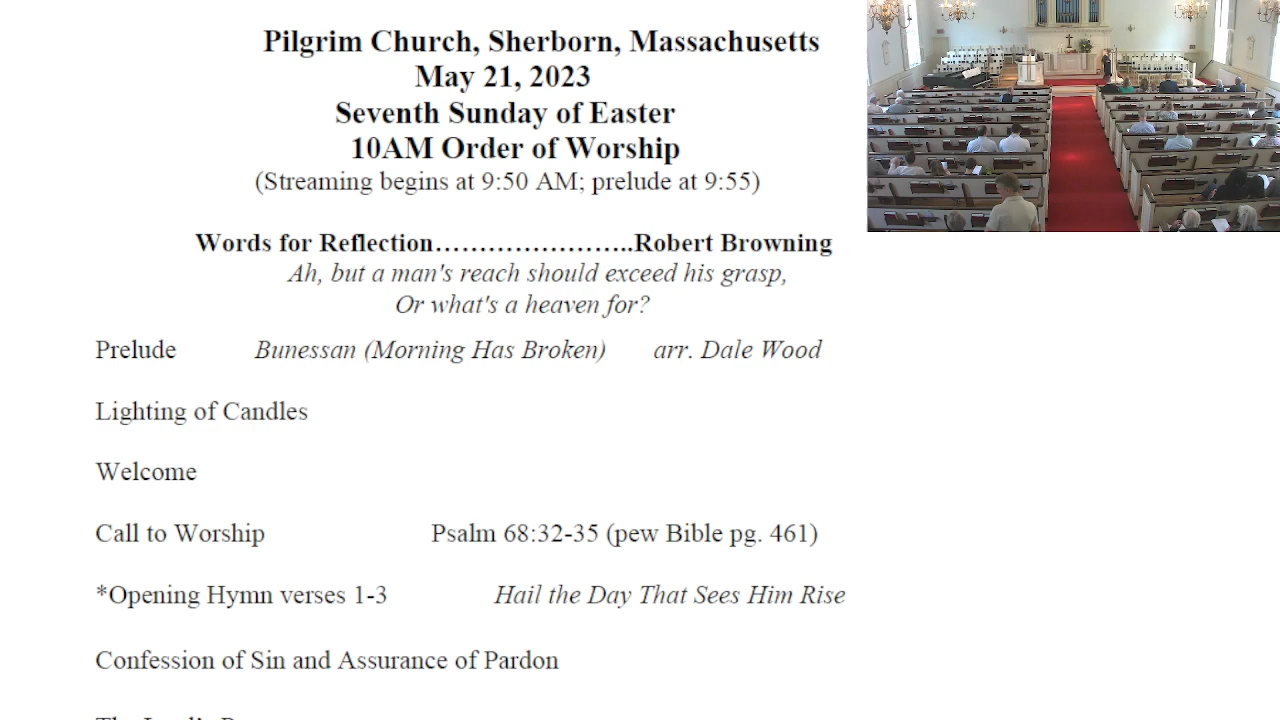 Pilgrim Church, Sherborn, Massachusetts
May 21, 2023
Seventh Sunday of Easter
10AM Order of Worship
(Streaming begins at 9:50 AM; prelude at 9:55)
Words for Reflection…………………..Robert Browning
Ah, but a man's reach should exceed his grasp,
Or what's a heaven for?
Prelude Bunessan (Morning Has Broken) arr. Dale Wood
Lighting of Candles
Welcome
Call to Worship Psalm 68:32-35 (pew Bible pg. 461)
*Opening Hymn verses 1-3 Hail the Day That Sees Him Rise
Confession of Sin and Assurance of Pardon